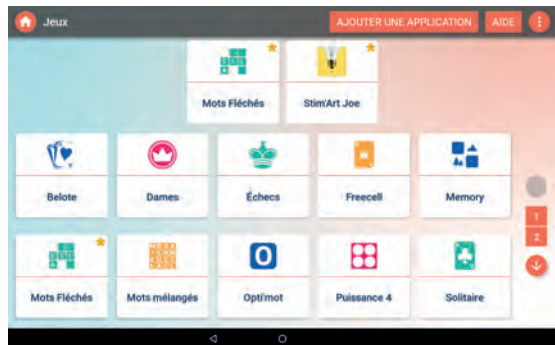 Jeux
AJOUTER UNE APPLICATION
AIDE
Mots Fléchés
Stim'Art Joe
Belote
Dames
Échecs
Freecell
Memory
1
2
Mots Fléchés
Mots mélangés
O
Opti'mot
Puissance 4
Solitaire